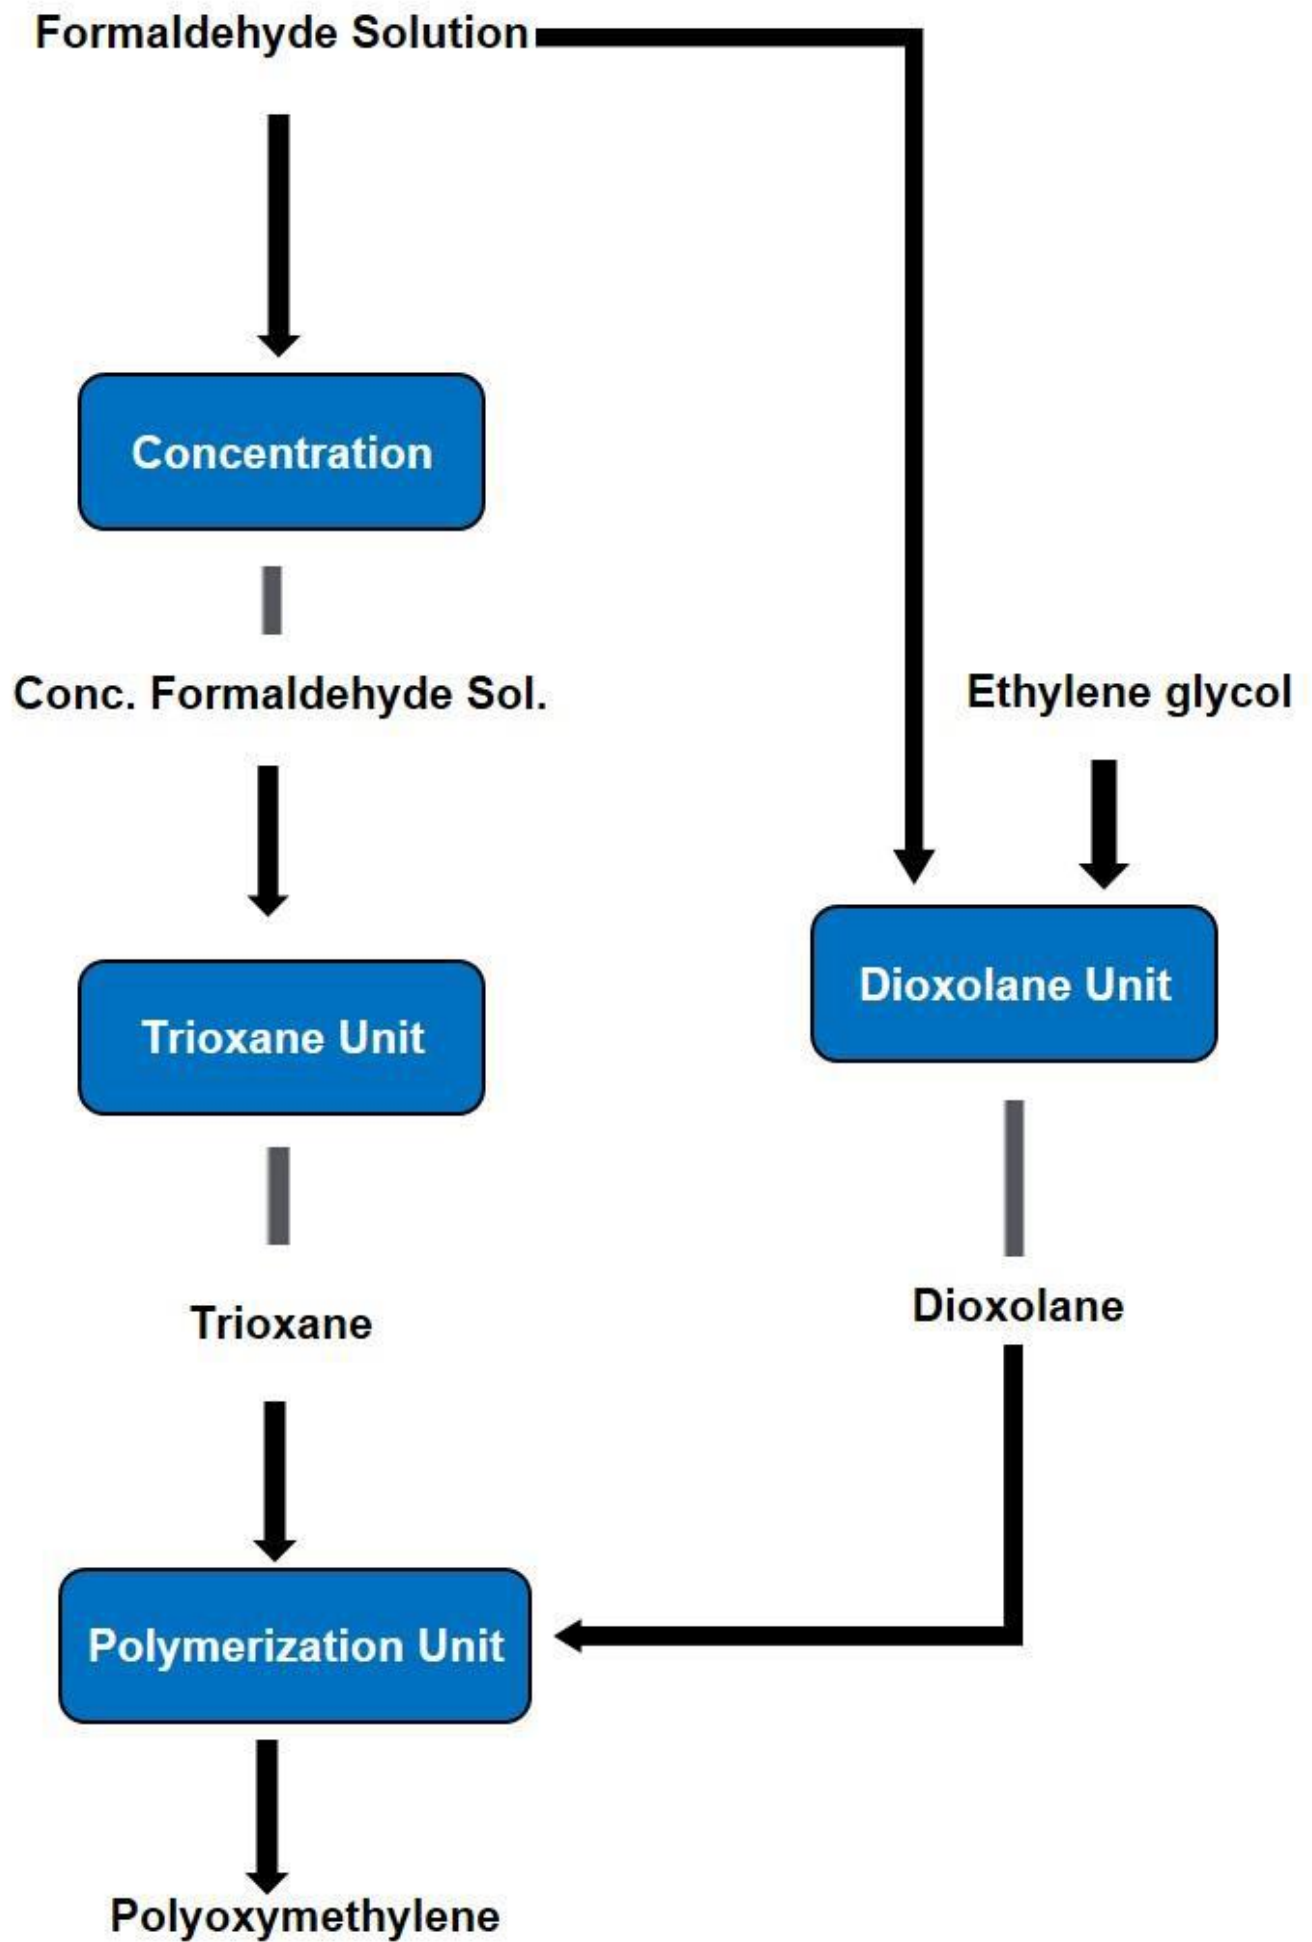 Formaldehyde Solution
Concentration
Conc. Formaldehyde Sol.
Ethylene glycol
Dioxolane Unit
Trioxane Unit
Dioxolane
Trioxane
Polymerization Unit
Polyoxymethylene